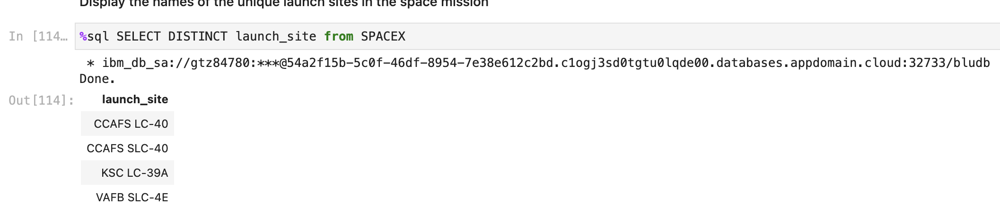 Display the names of the unique launch sites in the space mission
In [114…
%sql SELECT DISTINCT launch_site from SPACEX
* ibm_db_sa://gtz84780:***@54a2f15b-5c0f-46df-8954-7e38e612c2bd.c1ogj3sd0tgtu0lqde00.databases.appdomain.cloud:32733/bludb
Done.
Out[114]:
launch_site
CCAFS LC-40
CCAFS SLC-40
KSC LC-39A
VAFB SLC-4E